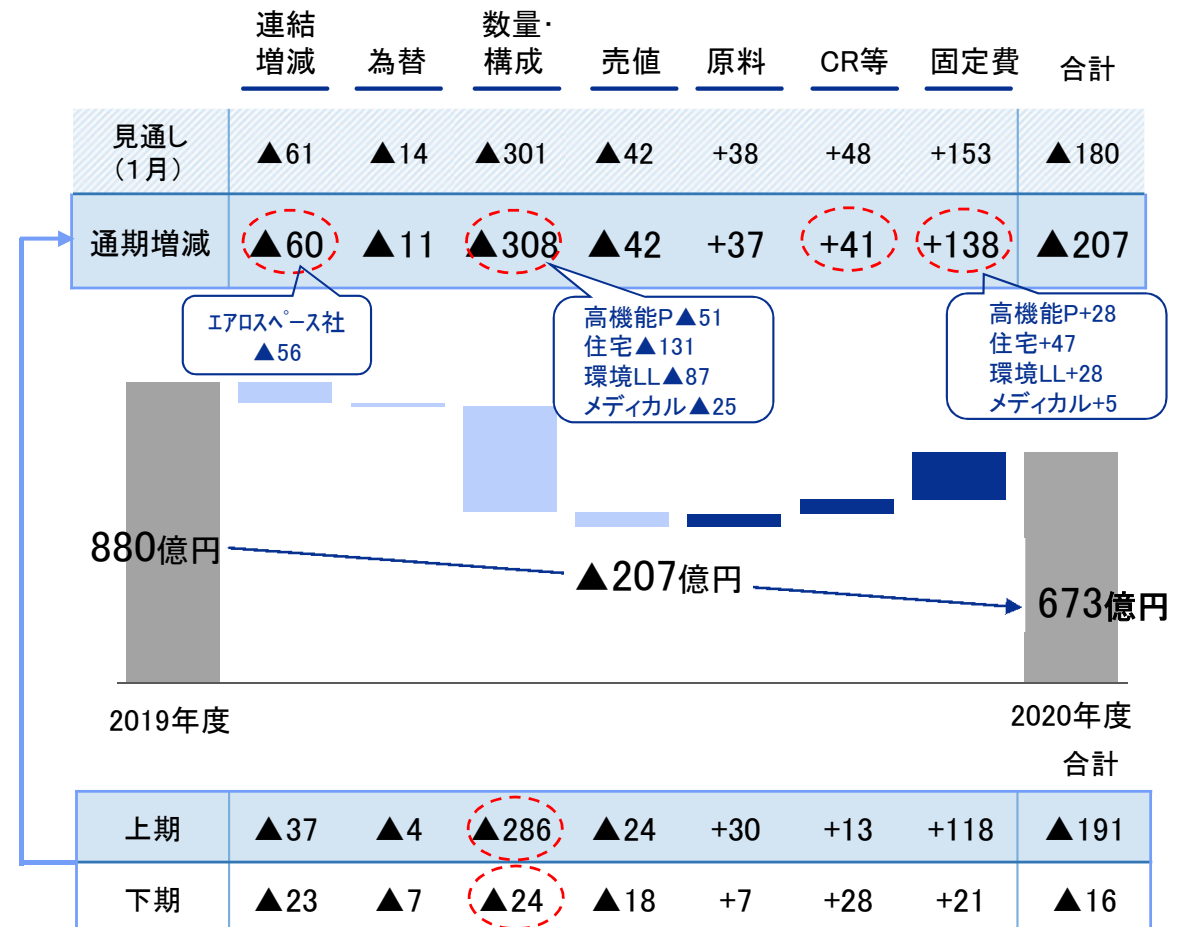 連結
増減
為替
数量・
構成
売値
原料
CR等
固定費
合計
見通し
(1月)
▲61
▲14
▲301
▲42
+38
+48
+153
▲180
通期増減
▲60
▲11
▲308
▲42
+37
+41
+138
▲207
エアロスペース社
▲56
高機能P▲51
住宅▲131
環境LL▲87
メディカル▲25
高機能P+28
住宅+47
環境LL+28
メディカル+5
880億円
▲207億円
673億円
2019年度
2020年度
合計
上期
▲37
▲4
▲286
▲24
+30
+13
+118
▲191
下期
▲23
▲7
▲24
▲18
+7
+28
+21
▲16